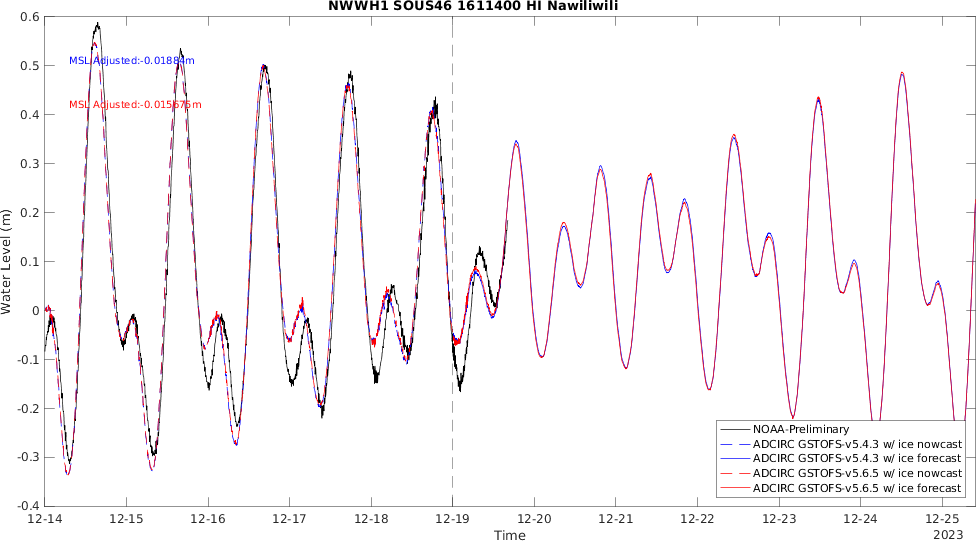 NWWH1 SOUS46 1611400 HI Nawiliwili
0.6
0.5
0.4
0.3
0.2
0.1
0
-0.1
-0.2
-0.3
-0.4
Water Level (m)
MSL Adjusted:-0.01884m
MSL Adjusted:-0.015675m
NOAA-Preliminary
ADCIRC GSTOFS-v5.4.3 w/ ice nowcast
ADCIRC GSTOFS-v5.4.3 w/ ice forecast
ADCIRC GSTOFS-v5.6.5 w/ ice nowcast
ADCIRC GSTOFS-v5.6.5 w/ ice forecast
12-14 12-15 12-16 12-17 12-18 12-19 12-20 12-21 12-22 12-23 12-24 12-25
2023
Time